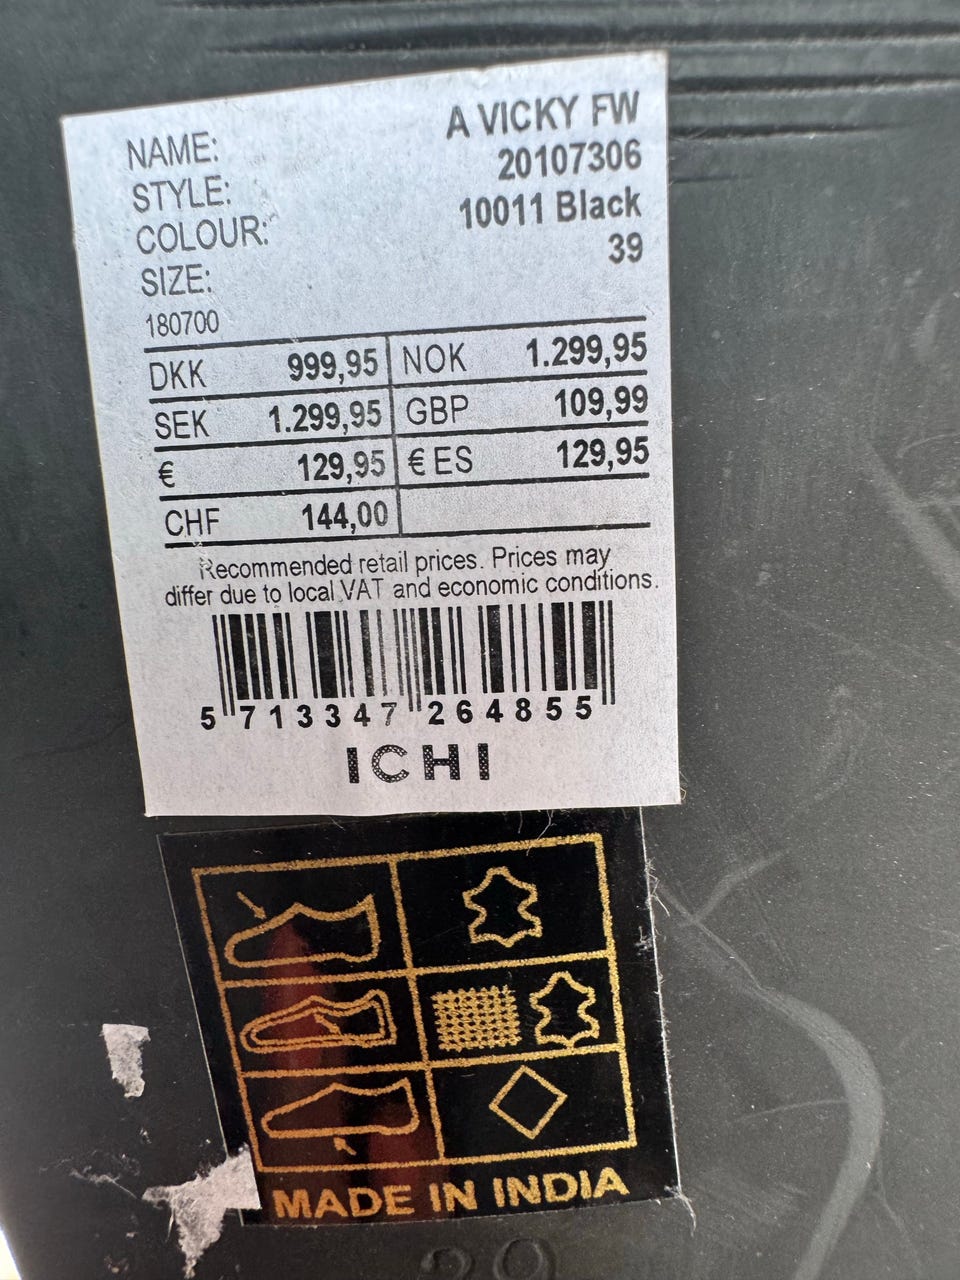 NAME: A VICKY FW
STYLE: 20107306
COLOUR: 10011 Black
SIZE: 39
180700
DKK 999,95 NOK 1.299,95
SEK 1.299,95 GBP 109,99
€ 129,95 € ES 129,95
CHF 144,00
Recommended retail prices. Prices may
differ due to local VAT and economic conditions.
5 713347 264855
ICHI
MADE IN INDIA